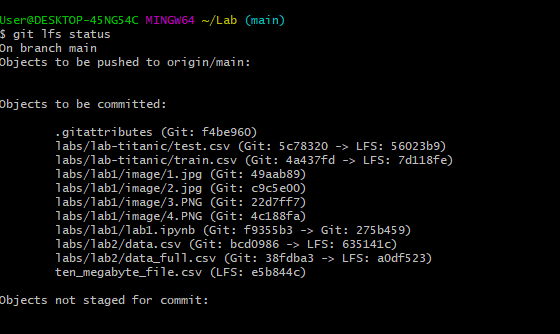 User@DESKTOP-45NG54C MINGW64 ~/Lab (main)
$ git lfs status
On branch main
Objects to be pushed to origin/main:
Objects to be committed:
.gitattributes (Git: f4be960)
labs/lab-titanic/test.csv (Git: 5c78320 -> LFS: 56023b9)
labs/lab-titanic/train.csv (Git: 4a437fd -> LFS: 7d118fe)
labs/lab1/image/1.jpg (Git: 49aab89)
labs/lab1/image/2.jpg (Git: c9c5e00)
labs/lab1/image/3.PNG (Git: 22d7ff7)
labs/lab1/image/4.PNG (Git: 4c188fa)
labs/lab1/lab1.ipynb (Git: f9355b3 -> Git: 275b459)
labs/lab2/data.csv (Git: bcd0986 -> LFS: 635141c)
labs/lab2/data_full.csv (Git: 38fdba3 -> LFS: a0df523)
ten_megabyte_file.csv (LFS: e5b844c)
Objects not staged for commit: